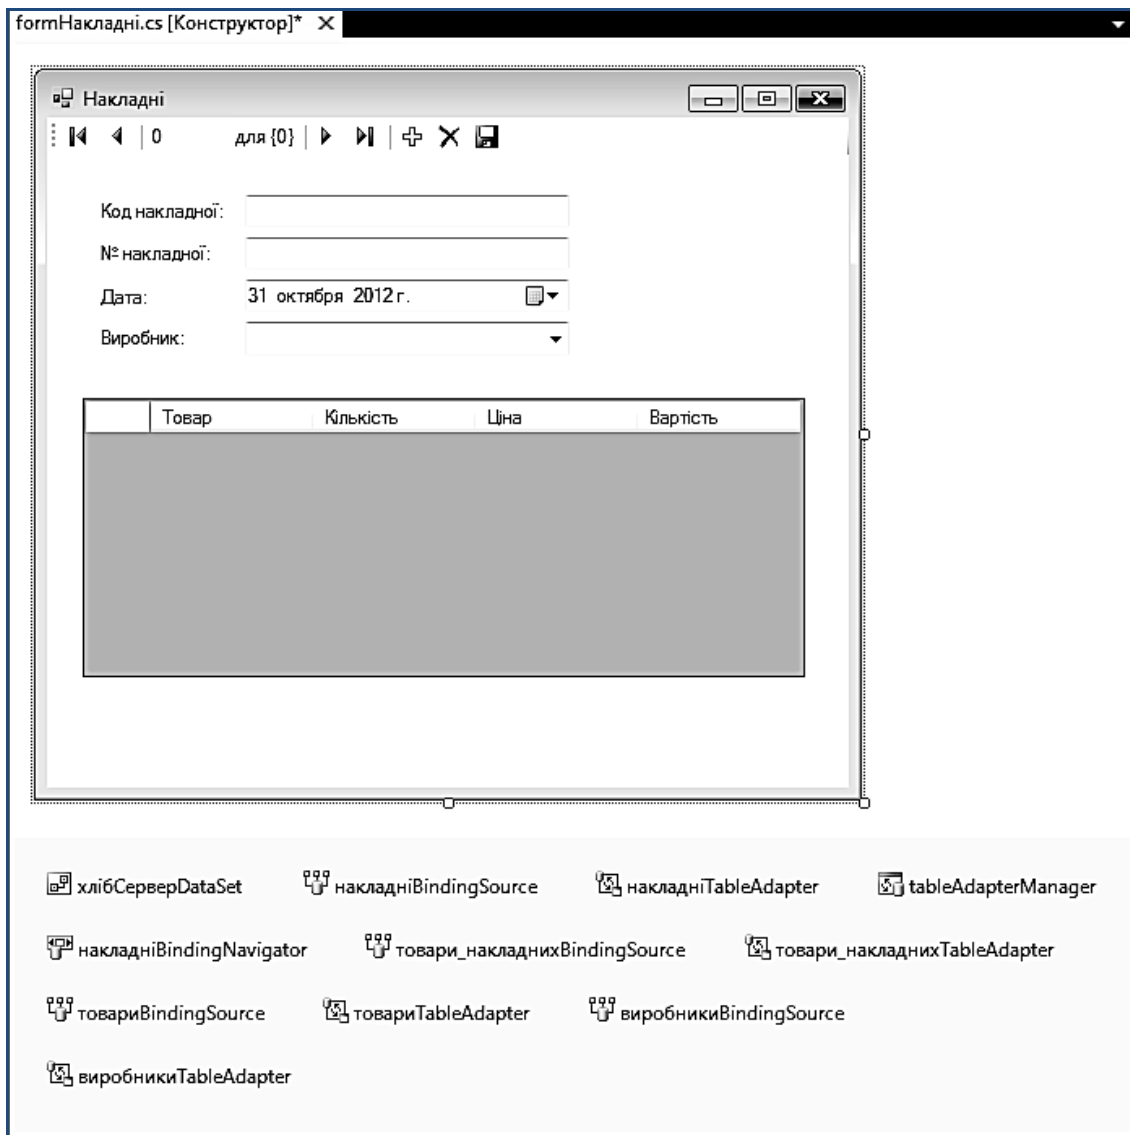 formНакладні.cs [Конструктор]*
Накладні
0 для {0}
Код накладної:
№ накладної:
Дата: 31 октября 2012 г.
Виробник:
Товар Кількість Ціна Вартість
хлібСерверDataSet накладніBindingSource накладніTableAdapter tableAdapterManager
накладніBindingNavigator товари_накладнихBindingSource товари_накладнихTableAdapter
товариBindingSource товариTableAdapter виробникиBindingSource
виробникиTableAdapter